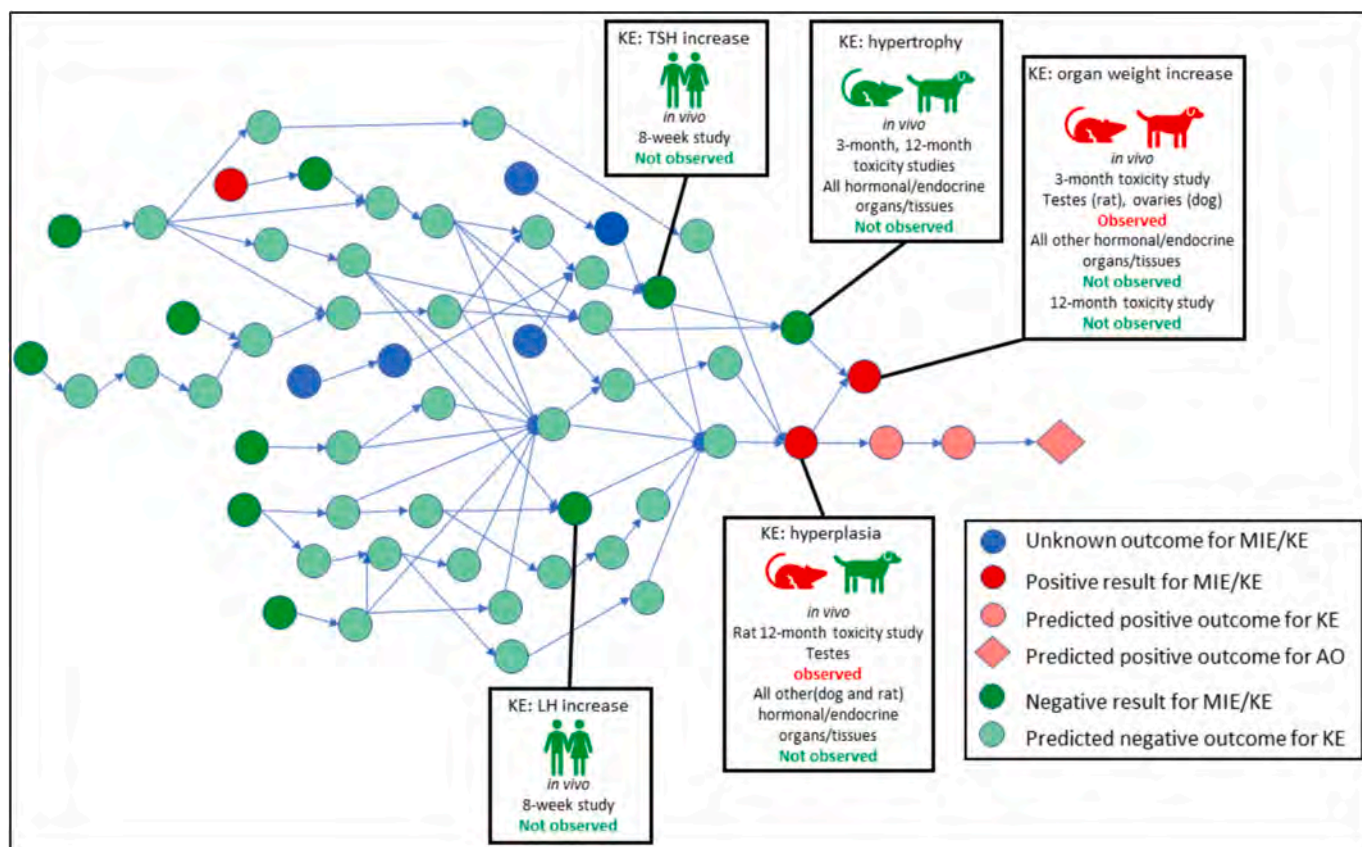 KE: TSH increase
in vivo
8-week study
Not observed
KE: hypertrophy
in vivo
3-month, 12-month
toxicity studies
All hormonal/endocrine
organs/tissues
Not observed
KE: organ weight increase
in vivo
3-month toxicity study
Testes (rat), ovaries (dog)
Observed
All other hormonal/endocrine
organs/tissues
Not observed
12-month toxicity study
Not observed
KE: LH increase
in vivo
8-week study
Not observed
KE: hyperplasia
in vivo
Rat 12-month toxicity study
Testes
observed
All other(dog and rat)
hormonal/endocrine
organs/tissues
Not observed
Unknown outcome for MIE/KE
Positive result for MIE/KE
Predicted positive outcome for KE
Predicted positive outcome for AO
Negative result for MIE/KE
Predicted negative outcome for KE